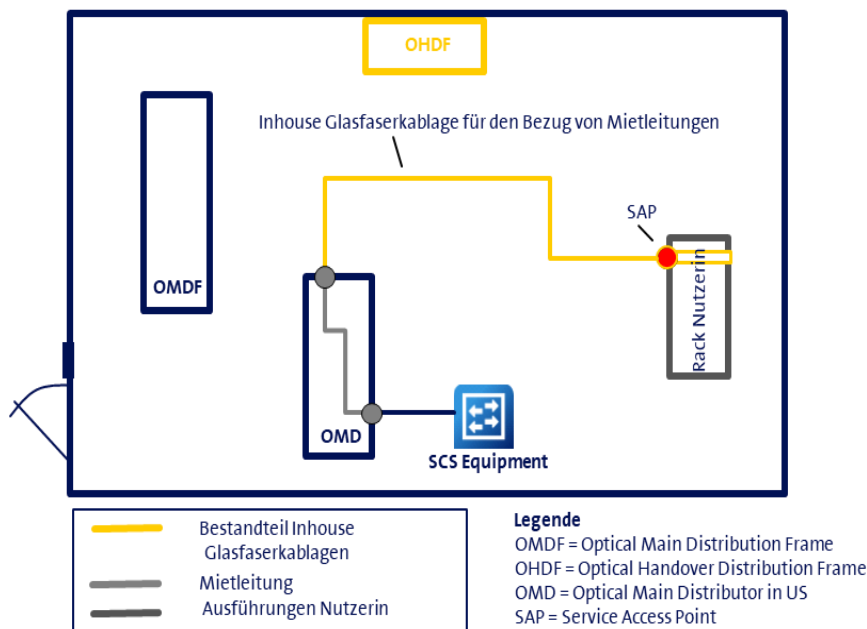 OHDF
Inhouse Glasfaserkablage für den Bezug von Mietleitungen
SAP
OMDF
Rack Nutzerin
OMD
SCS Equipment
Bestandteil Inhouse
Glasfaserkablagen
Mietleitung
Ausführungen Nutzerin
Legende
OMDF = Optical Main Distribution Frame
OHDF = Optical Handover Distribution Frame
OMD = Optical Main Distributor in US
SAP = Service Access Point